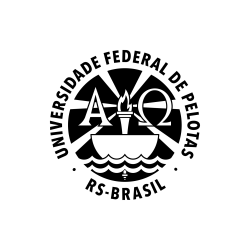 UNIVERSIDADE FEDERAL DE PELOTAS
Α Ω
RS-BRASIL